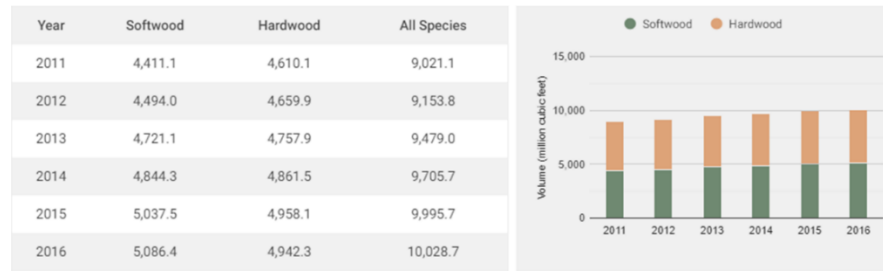 Year Softwood Hardwood All Species
2011 4,411.1 4,610.1 9,021.1
2012 4,494.0 4,659.9 9,153.8
2013 4,721.1 4,757.9 9,479.0
2014 4,844.3 4,861.5 9,705.7
2015 5,037.5 4,958.1 9,995.7
2016 5,086.4 4,942.3 10,028.7
Softwood Hardwood
Volume (million cubic feet)
15,000
10,000
5,000
0
2011 2012 2013 2014 2015 2016